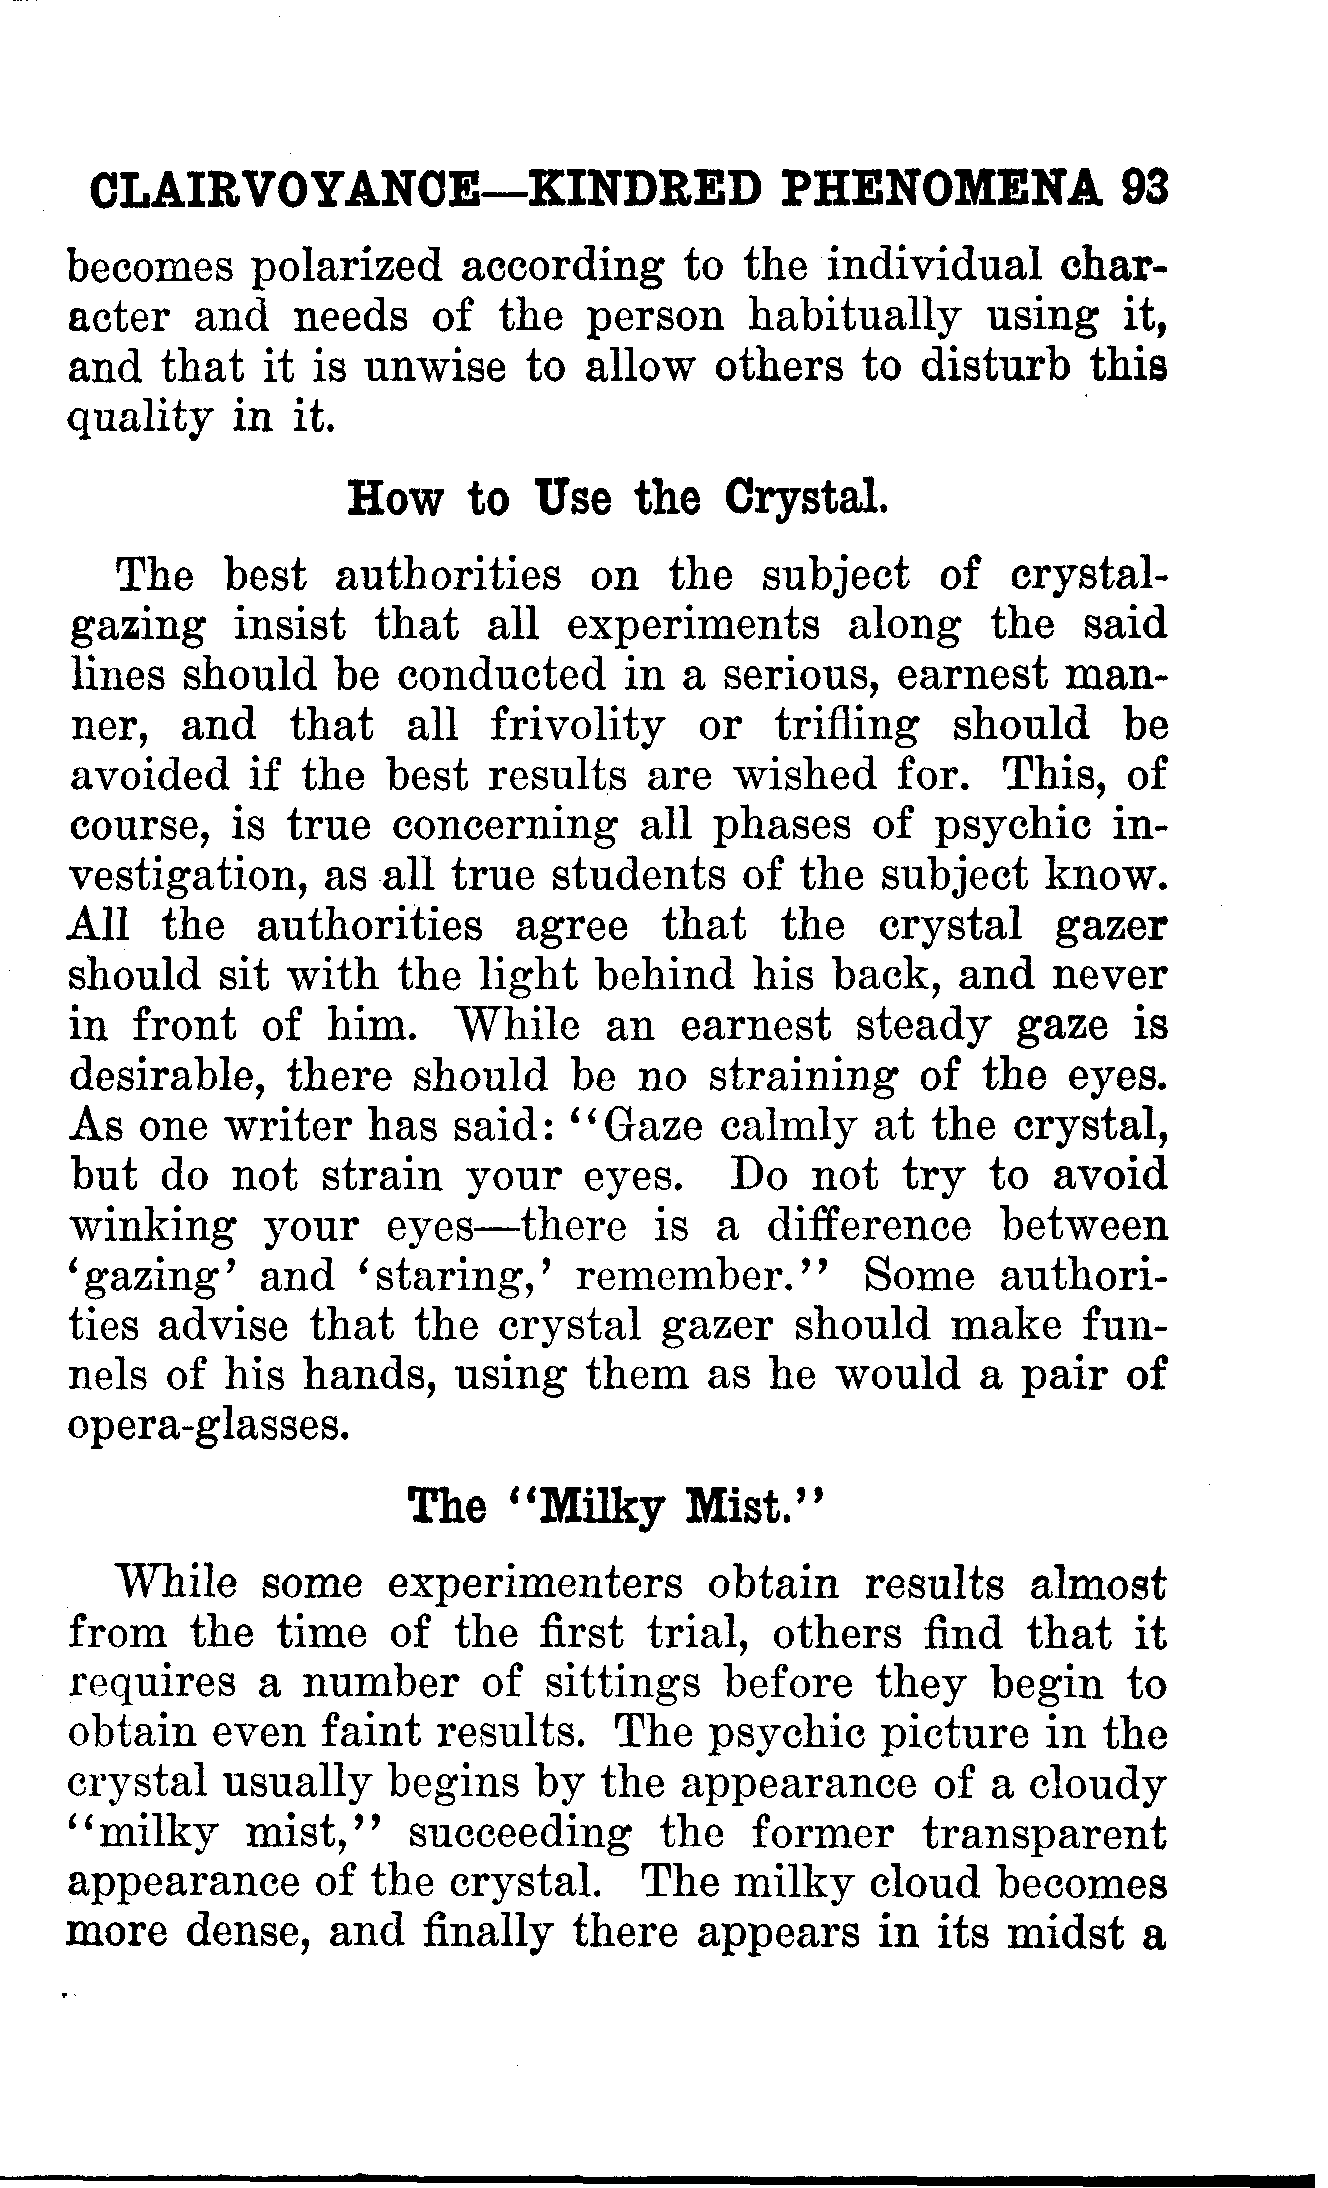 CLAIRVOYANCE—KINDRED PHENOMENA 93
becomes polarized according to the individual char-
acter and needs of the person habitually using it,
and that it is unwise to allow others to disturb this
quality in it.
How to Use the Crystal.
The best authorities on the subject of crystal-
gazing insist that all experiments along the said
lines should be conducted in a serious, earnest man-
ner, and that all frivolity or trifling should be
avoided if the best results are wished for. This, of
course, is true concerning all phases of psychic in-
vestigation, as all true students of the subject know.
All the authorities agree that the crystal gazer
should sit with the light behind his back, and never
in front of him. While an earnest steady gaze is
desirable, there should be no straining of the eyes.
As one writer has said: "Gaze calmly at the crystal,
but do not strain your eyes. Do not try to avoid
winking your eyes—there is a difference between
'gazing' and 'staring,' remember." Some authori-
ties advise that the crystal gazer should make fun-
nels of his hands, using them as he would a pair of
opera-glasses.
The "Milky Mist."
While some experimenters obtain results almost
from the time of the first trial, others find that it
requires a number of sittings before they begin to
obtain even faint results. The psychic picture in the
crystal usually begins by the appearance of a cloudy
"milky mist," succeeding the former transparent
appearance of the crystal. The milky cloud becomes
more dense, and finally there appears in its midst a